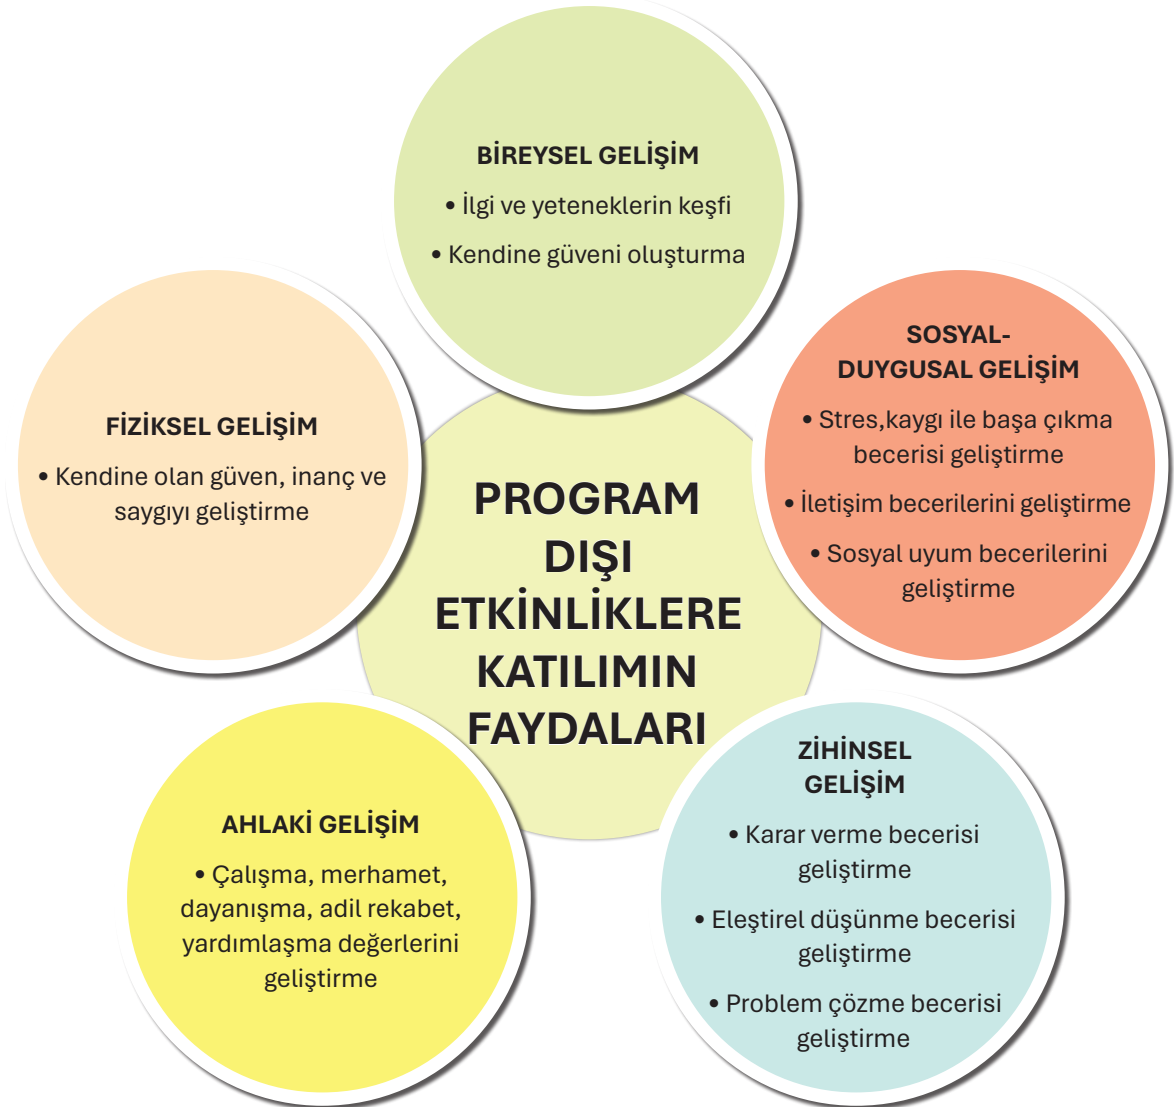 BİREYSEL GELİŞİM
• İlgi ve yeteneklerin keşfi
• Kendine güveni oluşturma
SOSYAL-
DUYGUSAL GELİŞİM
• Stres,kaygı ile başa çıkma
becerisi geliştirme
• İletişim becerilerini geliştirme
• Sosyal uyum becerilerini
geliştirme
FİZİKSEL GELİŞİM
• Kendine olan güven, inanç ve
saygıyı geliştirme
PROGRAM
DIŞI
ETKİNLİKLERE
KATILIMIN
FAYDALARI
AHLAKİ GELİŞİM
• Çalışma, merhamet,
dayanışma, adil rekabet,
yardımlaşma değerlerini
geliştirme
ZİHİNSEL
GELİŞİM
• Karar verme becerisi
geliştirme
• Eleştirel düşünme becerisi
geliştirme
• Problem çözme becerisi
geliştirme